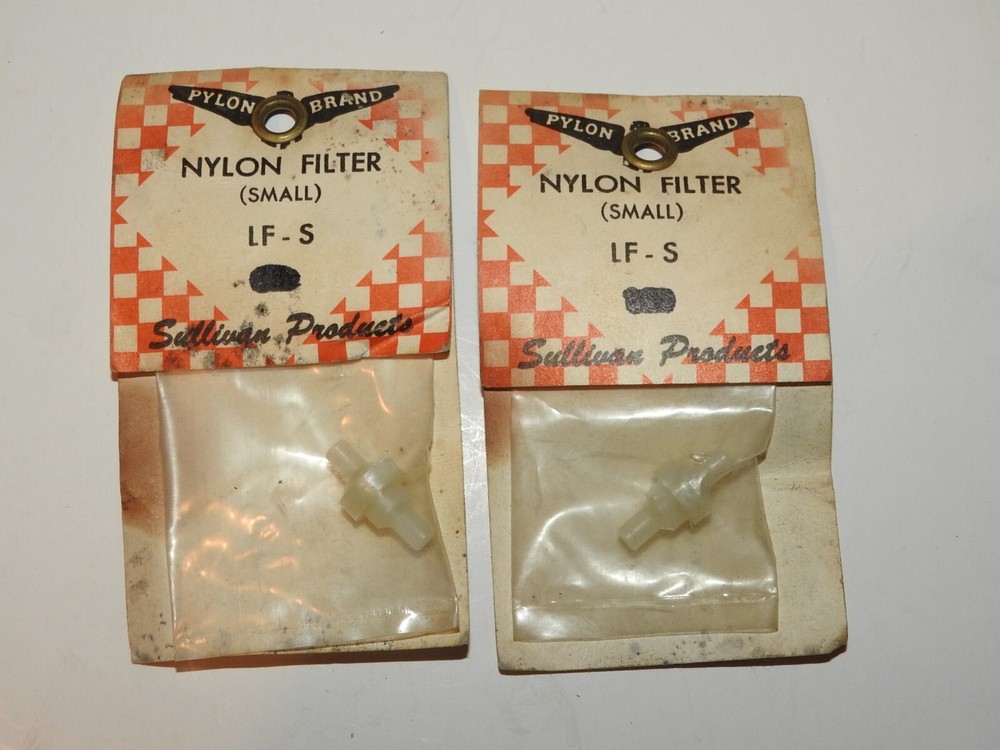 PYLON BRAND
NYLON FILTER
(SMALL)
LF - S
Sullivan Products
PYLON BRAND
NYLON FILTER
(SMALL)
LF - S
Sullivan Products